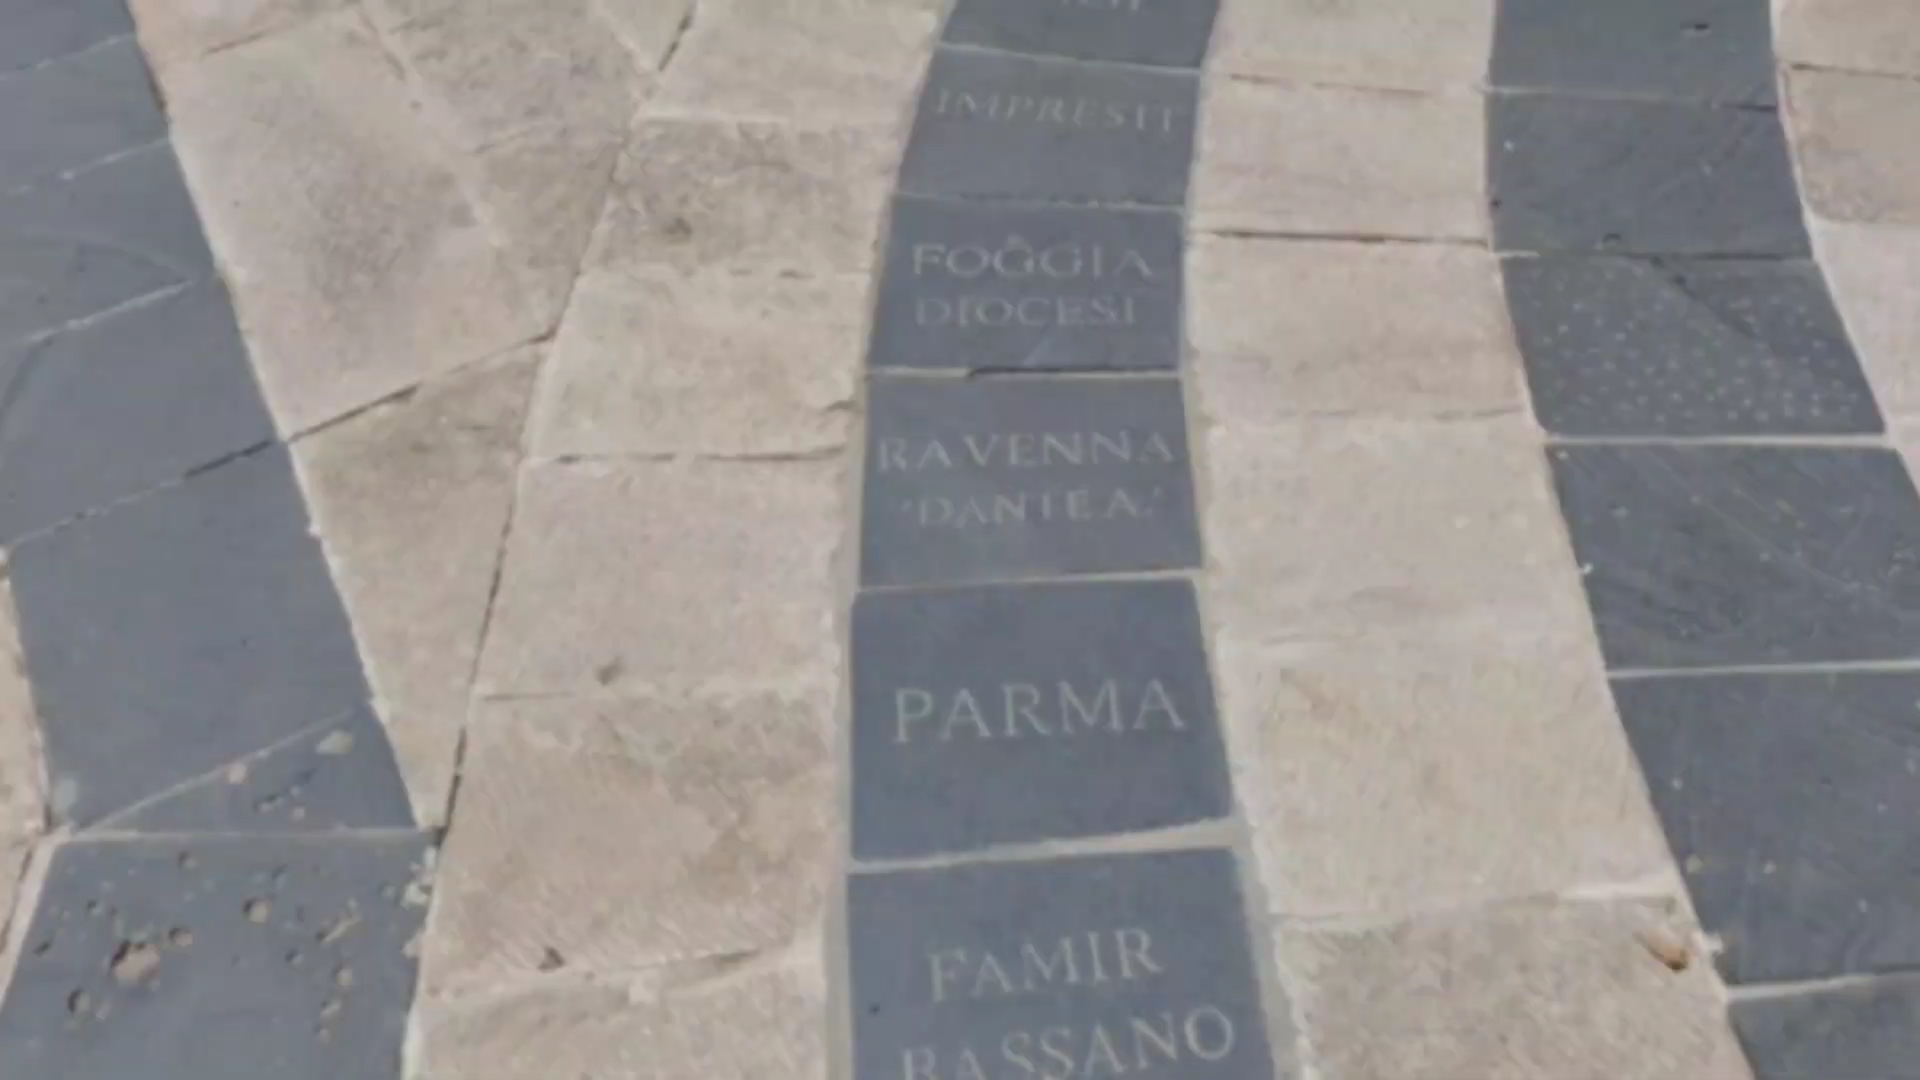 IMPRESIT
FOGGIA
DIOCESI
RAVENNA
'DANTEA'
PARMA
FAMIR
BASSANO